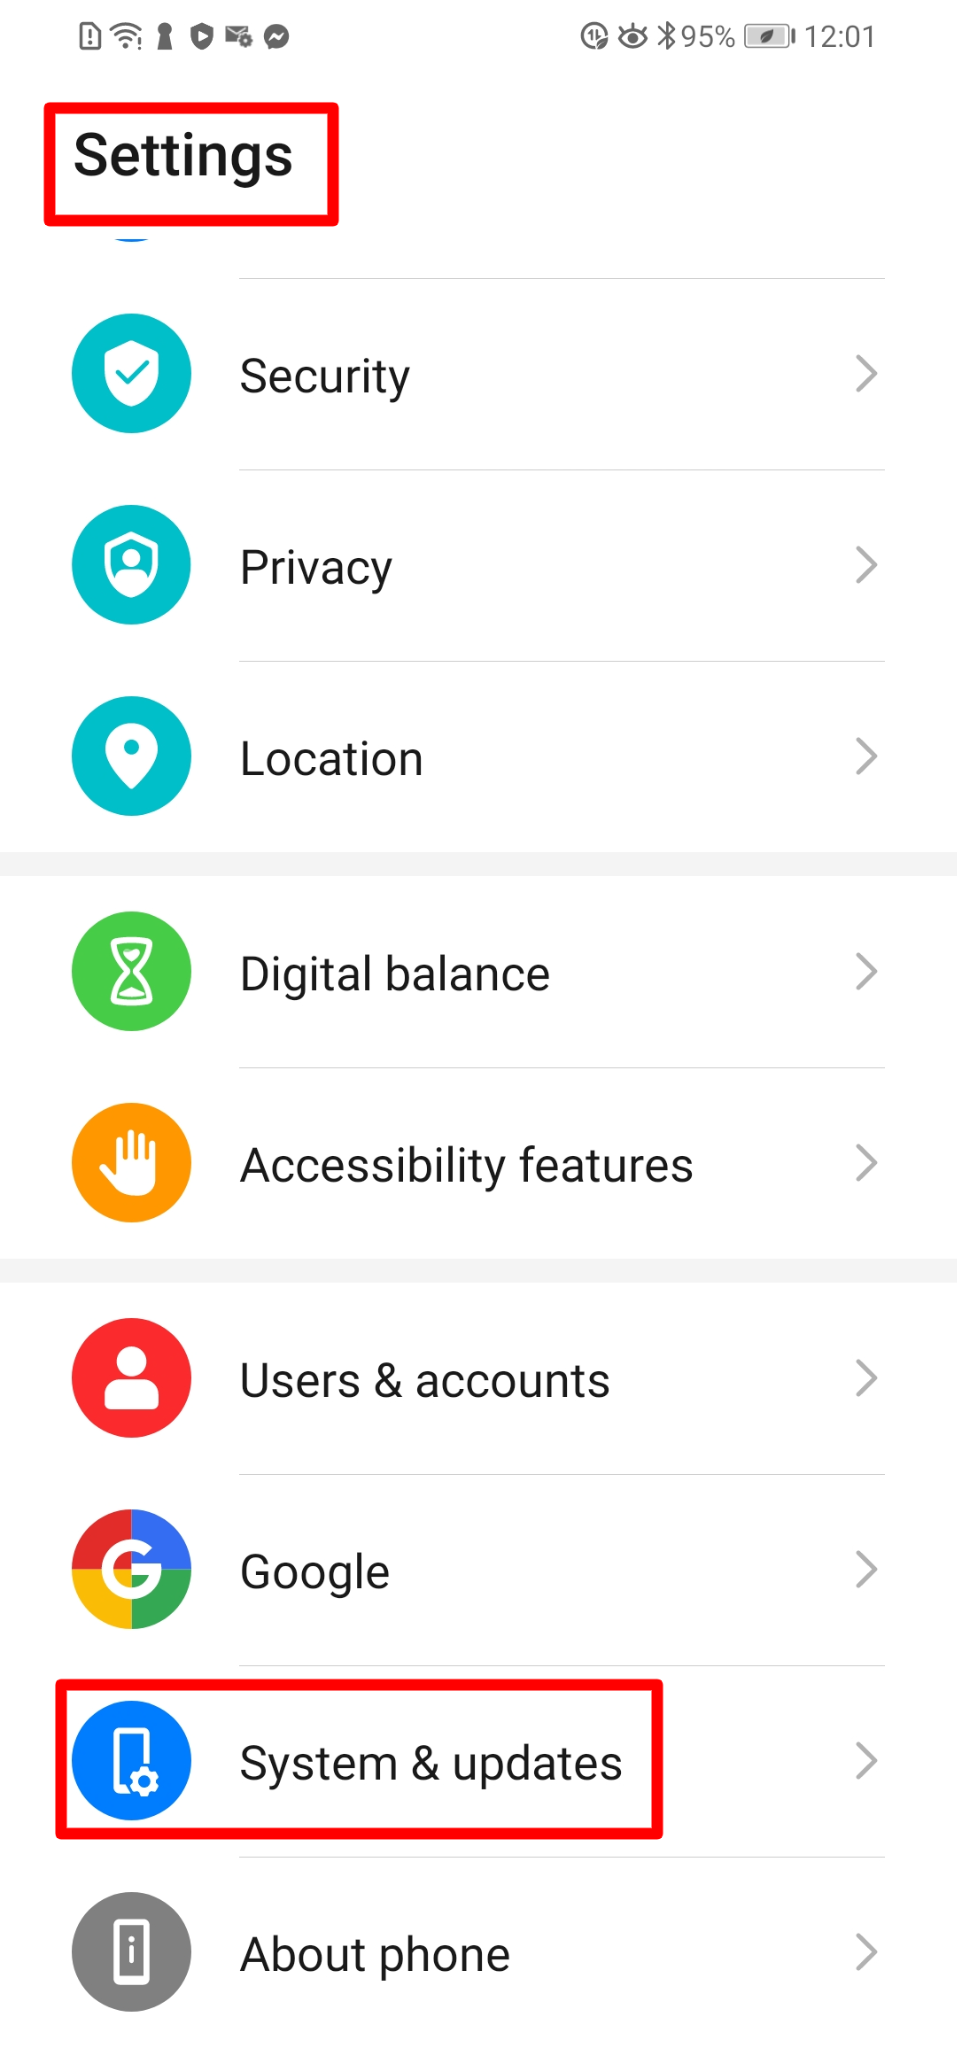 95% 12:01
Settings
Security
Privacy
Location
Digital balance
Accessibility features
Users & accounts
Google
System & updates
About phone